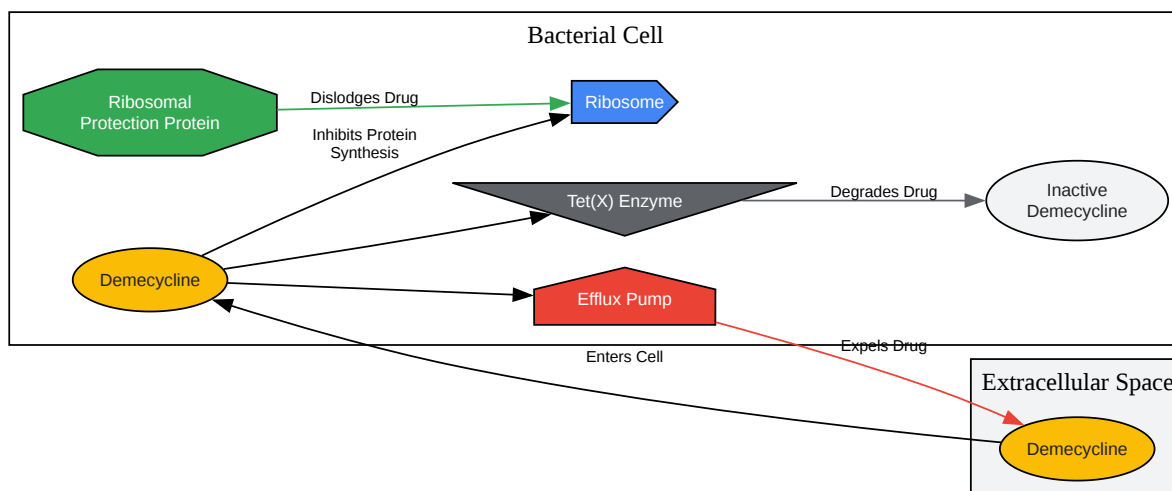 Bacterial Cell
Ribosomal
Protection Protein
Dislodges Drug
Ribosome
Inhibits Protein
Synthesis
Tet(X) Enzyme
Degrades Drug
Inactive
Demecycline
Demecycline
Efflux Pump
Enters Cell
Expels Drug
Extracellular Space
Demecycline